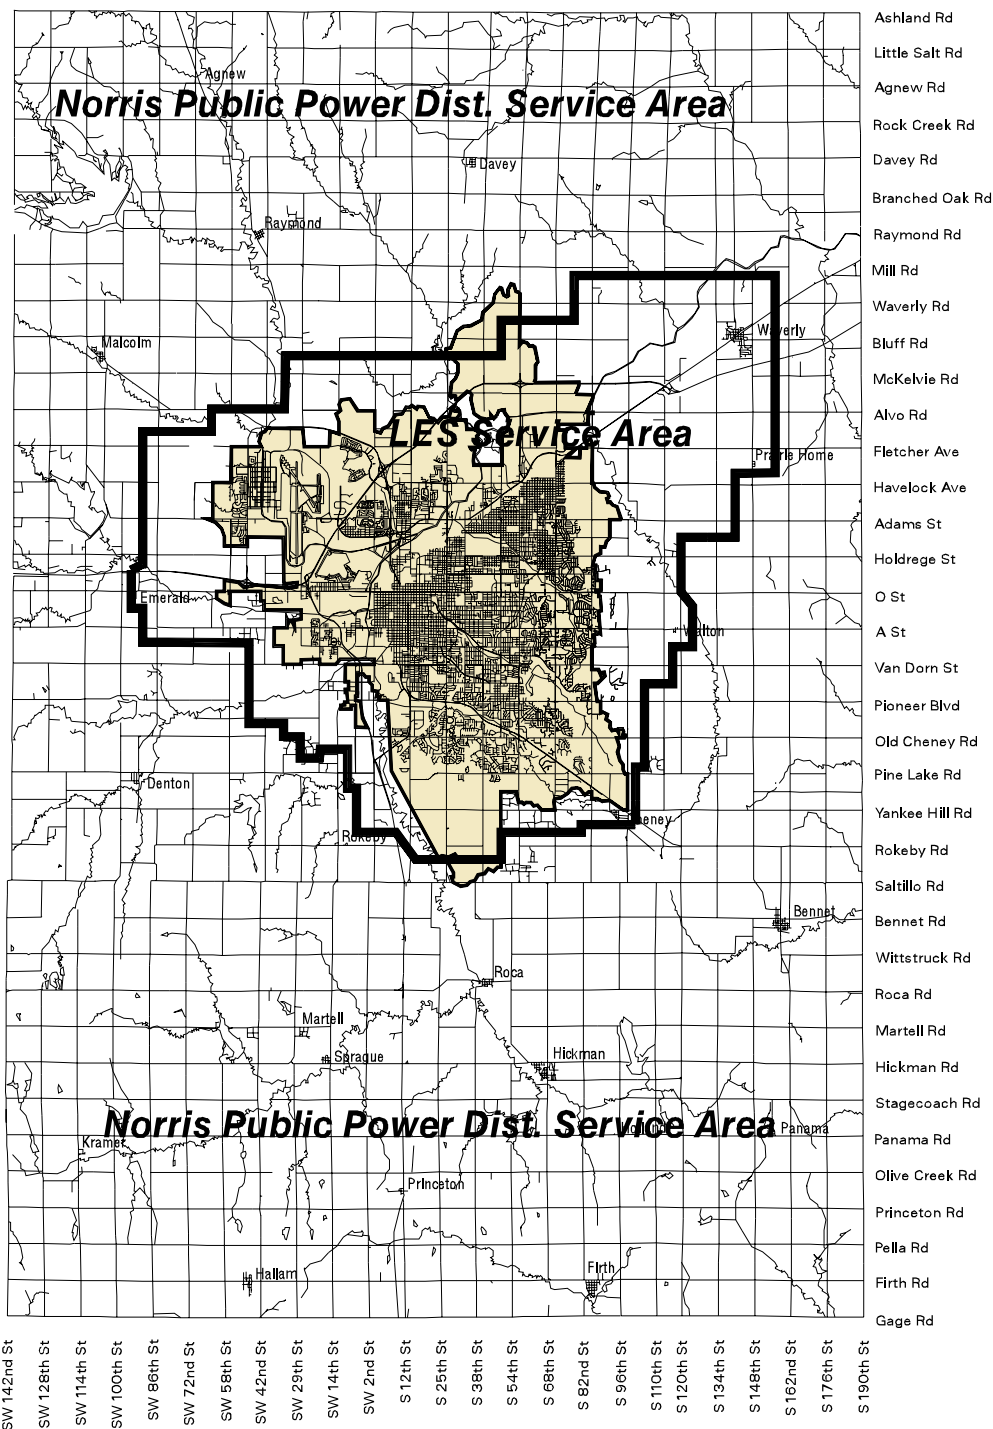 Ashland Rd
Little Salt Rd
Agnew
Agnew Rd
Norris Public Power Dist. Service Area
Rock Creek Rd
Davey
Davey Rd
Branched Oak Rd
Raymond
Raymond Rd
Mill Rd
Waverly Rd
Waverly
Malcolm
Bluff Rd
McKelvie Rd
Alvo Rd
LES Service Area
Prairie Home
Fletcher Ave
Havelock Ave
Adams St
Holdrege St
Emerald
O St
Walton
A St
Van Dorn St
Pioneer Blvd
Old Cheney Rd
Denton
Pine Lake Rd
Yankee Hill Rd
Rokeby
Rokeby Rd
Saltillo Rd
Bennet
Bennet Rd
Wittstruck Rd
Roca
Roca Rd
Martell
Martell Rd
Sprague
Hickman
Hickman Rd
Stagecoach Rd
Norris Public Power Dist. Service Area
Panama
Kramer
Panama Rd
Princeton
Olive Creek Rd
Princeton Rd
Pella Rd
Hallam
Firth
Firth Rd
Gage Rd
SW 142nd St
SW 128th St
SW 114th St
SW 100th St
SW 86th St
SW 72nd St
SW 58th St
SW 42nd St
SW 29th St
SW 14th St
SW 2nd St
S 12th St
S 25th St
S 38th St
S 54th St
S 68th St
S 82nd St
S 96th St
S 110th St
S 120th St
S 134th St
S 148th St
S 162nd St
S 176th St
S 190th St